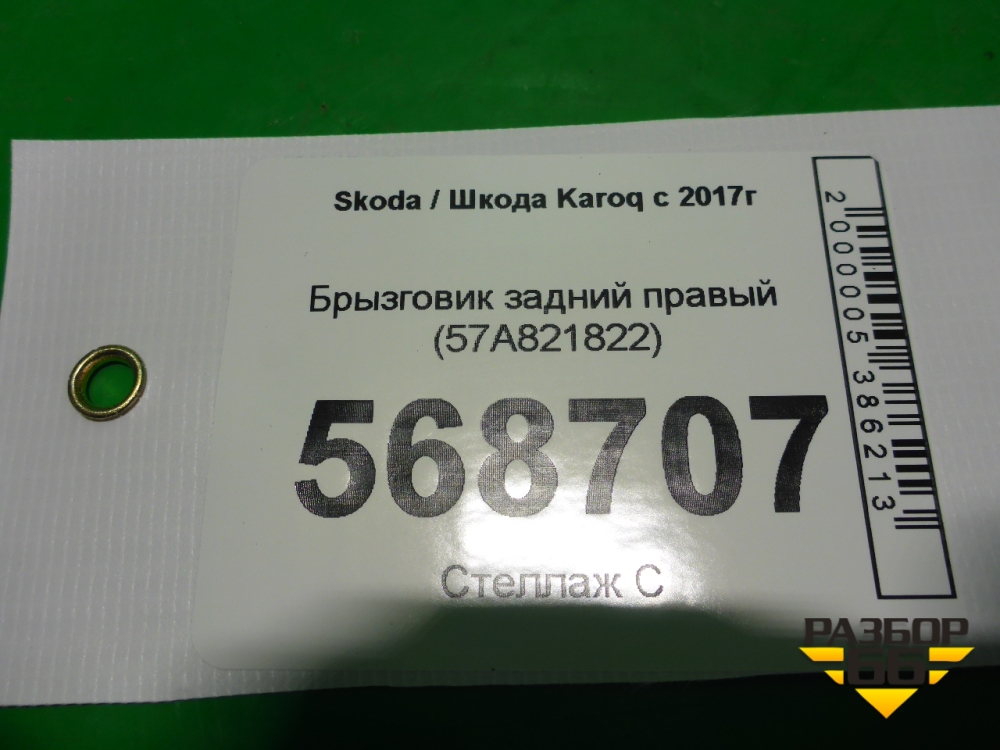 Skoda / Шкода Karoq с 2017г
Брызговик задний правый
(57A821822)
568707
Стеллаж С
2000005386213
РАЗБОР
66